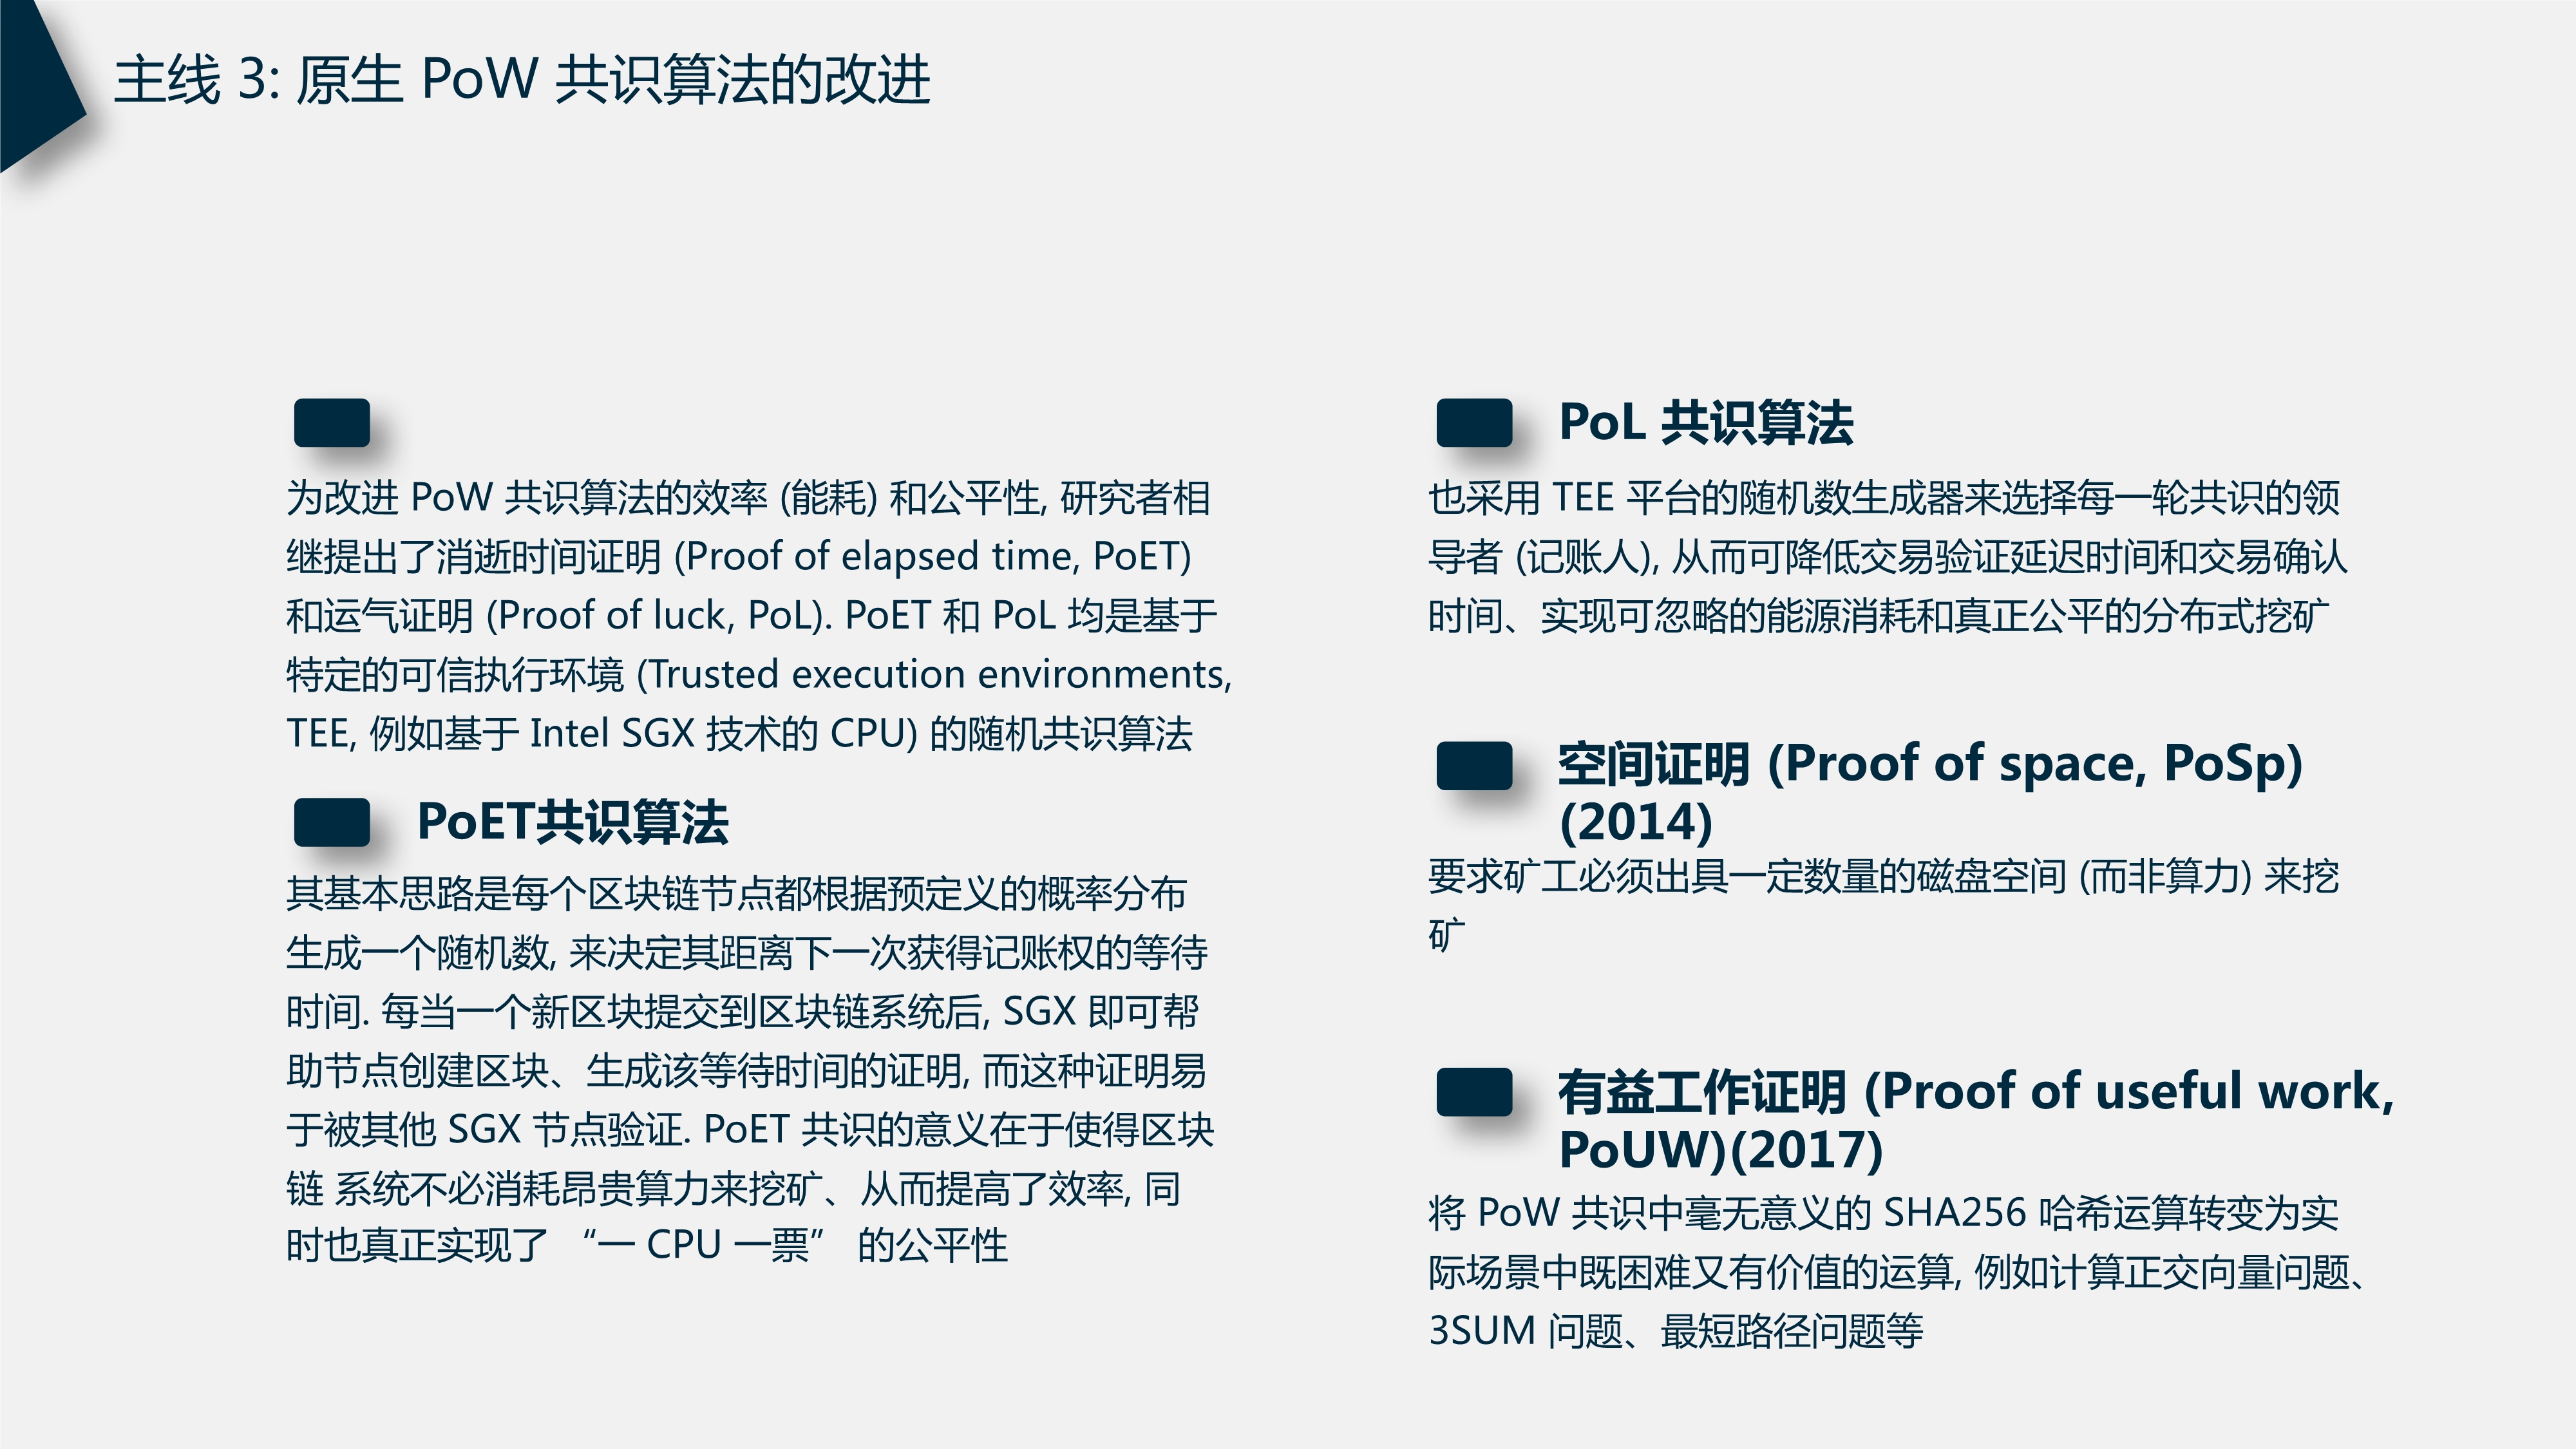 主线 3: 原生 PoW 共识算法的改进
为改进 PoW 共识算法的效率 (能耗) 和公平性, 研究者相
继提出了消逝时间证明 (Proof of elapsed time, PoET)
和运气证明 (Proof of luck, PoL). PoET 和 PoL 均是基于
特定的可信执行环境 (Trusted execution environments,
TEE, 例如基于 Intel SGX 技术的 CPU) 的随机共识算法
PoET共识算法
其基本思路是每个区块链节点都根据预定义的概率分布
生成一个随机数, 来决定其距离下一次获得记账权的等待
时间. 每当一个新区块提交到区块链系统后, SGX 即可帮
助节点创建区块、生成该等待时间的证明, 而这种证明易
于被其他 SGX 节点验证. PoET 共识的意义在于使得区块
链 系统不必消耗昂贵算力来挖矿、从而提高了效率, 同
时也真正实现了 “一 CPU 一票” 的公平性
PoL 共识算法
也采用 TEE 平台的随机数生成器来选择每一轮共识的领
导者 (记账人), 从而可降低交易验证延迟时间和交易确认
时间、实现可忽略的能源消耗和真正公平的分布式挖矿
空间证明 (Proof of space, PoSp)
(2014)
要求矿工必须出具一定数量的磁盘空间 (而非算力) 来挖
矿
有益工作证明 (Proof of useful work,
PoUW)(2017)
将 PoW 共识中毫无意义的 SHA256 哈希运算转变为实
际场景中既困难又有价值的运算, 例如计算正交向量问题、
3SUM 问题、最短路径问题等